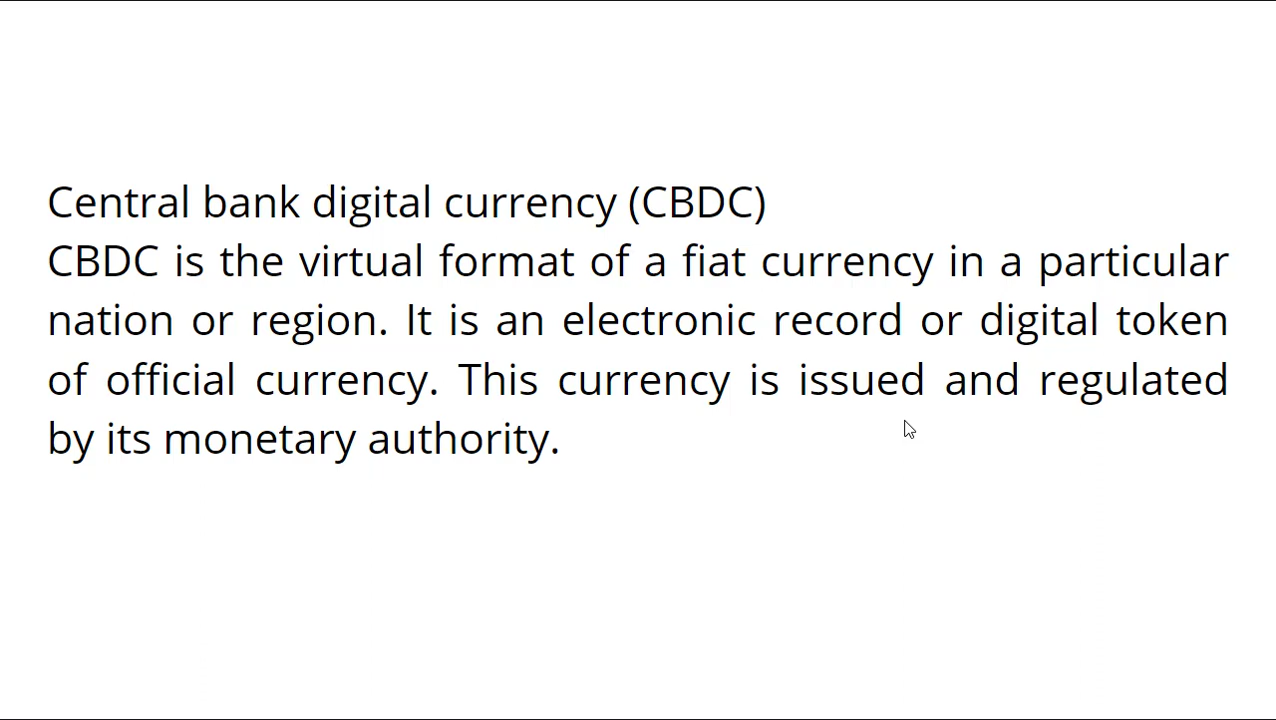 Central bank digital currency (CBDC)
CBDC is the virtual format of a fiat currency in a particular
nation or region. It is an electronic record or digital token
of official currency. This currency is issued and regulated
by its monetary authority.